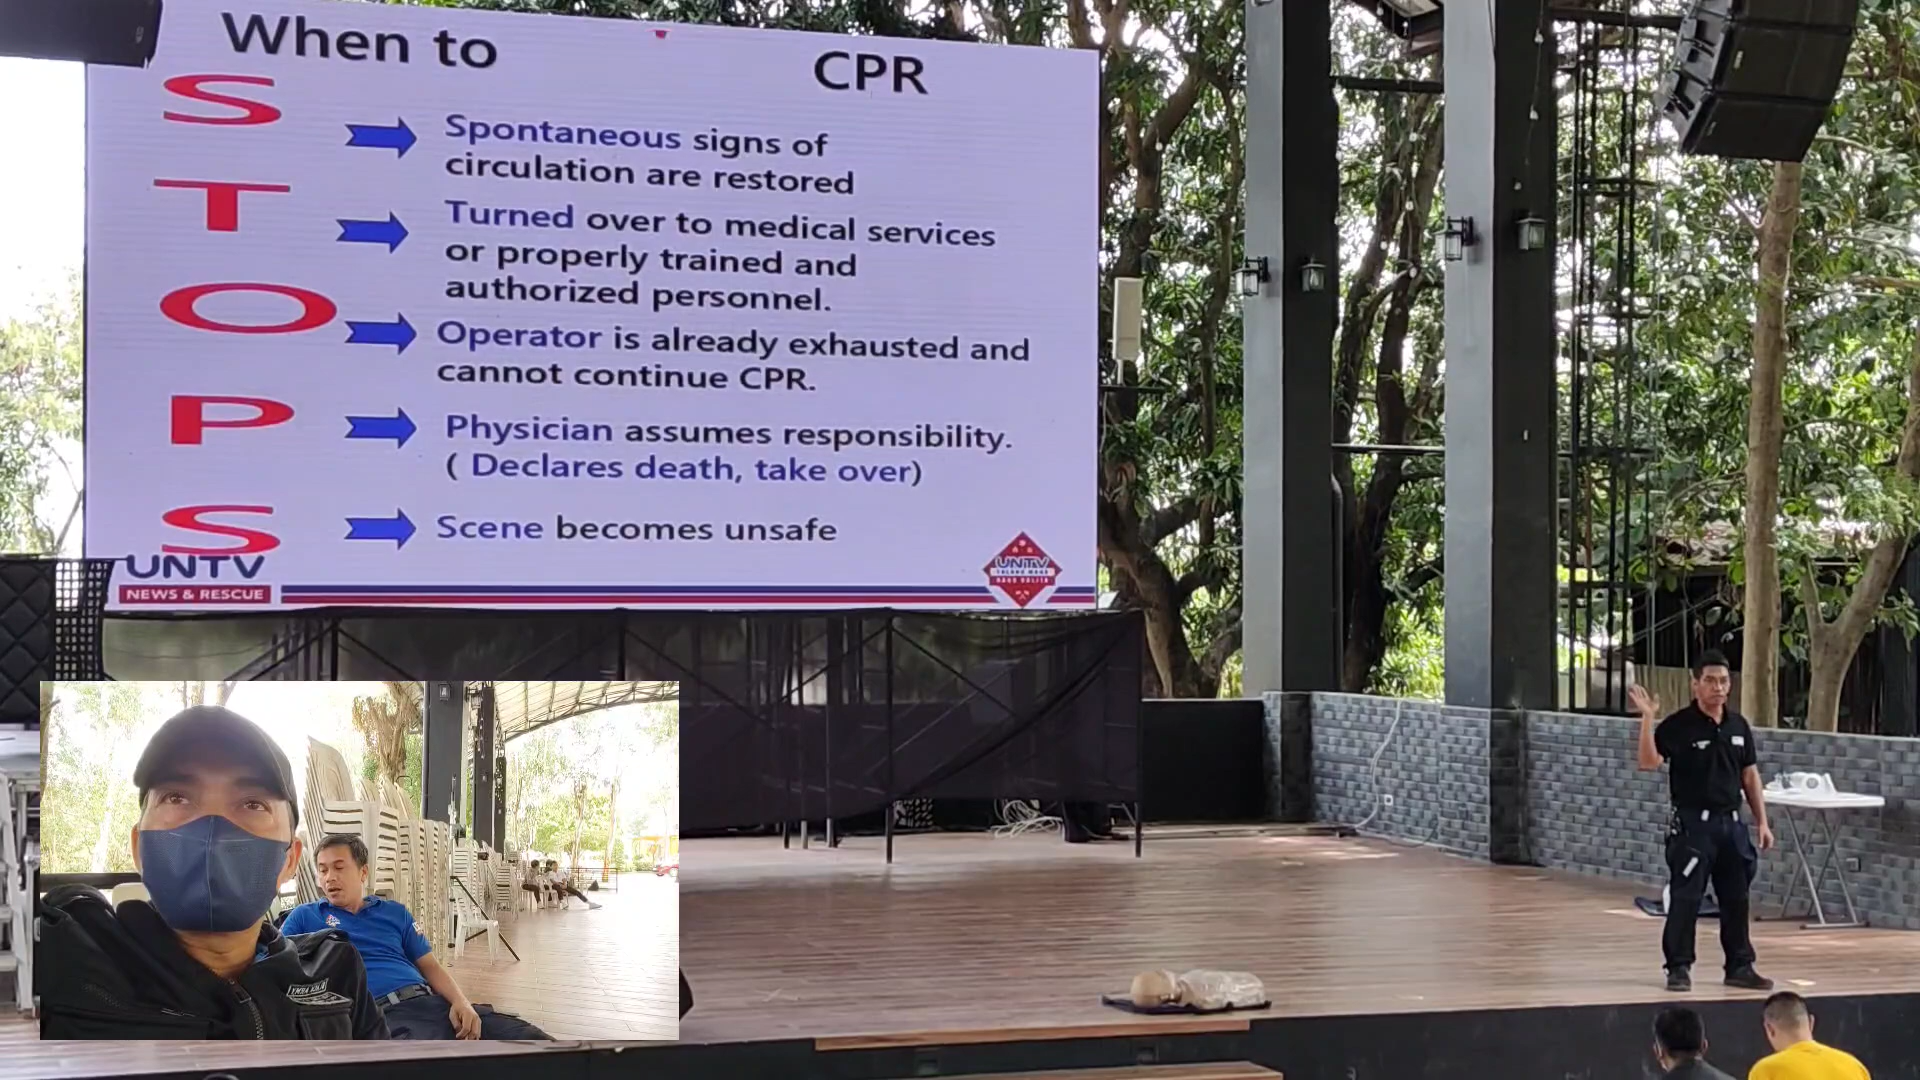 When to CPR
S
Spontaneous signs of
circulation are restored
T
Turned over to medical services
or properly trained and
authorized personnel.
O
Operator is already exhausted and
cannot continue CPR.
P
Physician assumes responsibility.
( Declares death, take over)
S
Scene becomes unsafe
UNTV
NEWS & RESCUE
UNTV